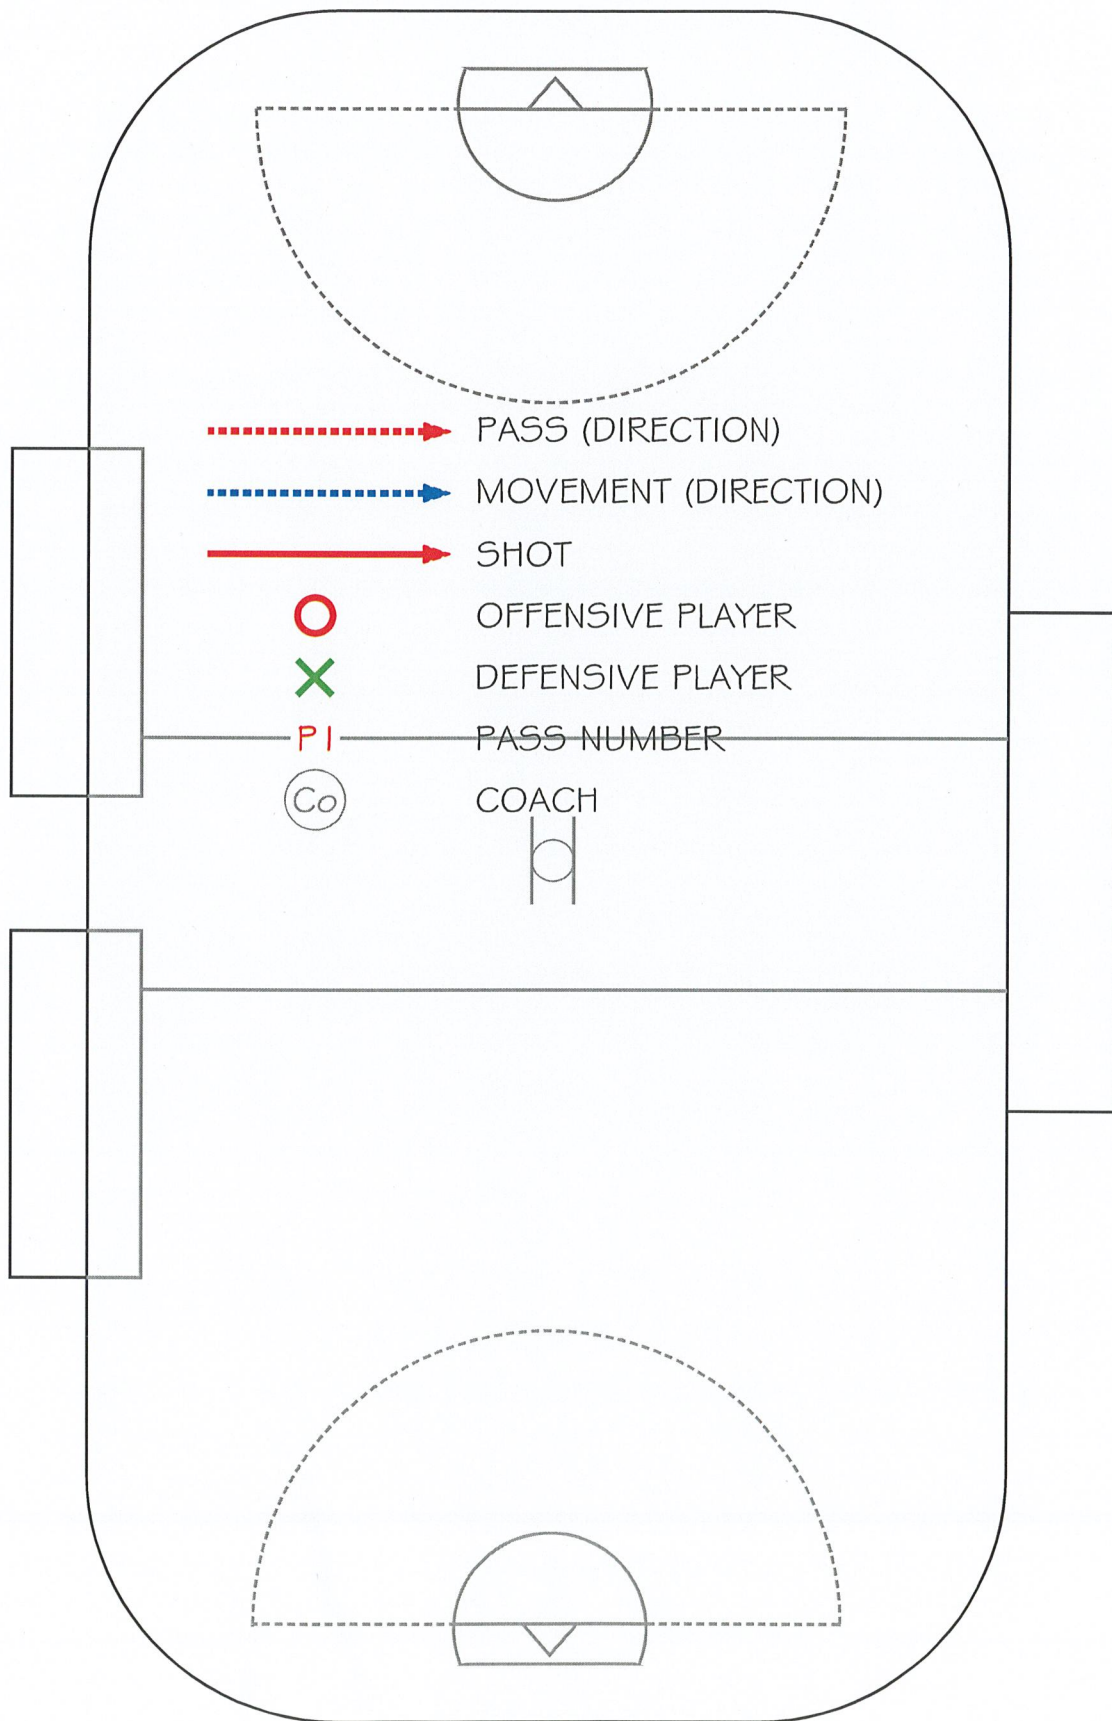 PASS (DIRECTION)
MOVEMENT (DIRECTION)
SHOT
OFFENSIVE PLAYER
DEFENSIVE PLAYER
P1 PASS NUMBER
Co COACH